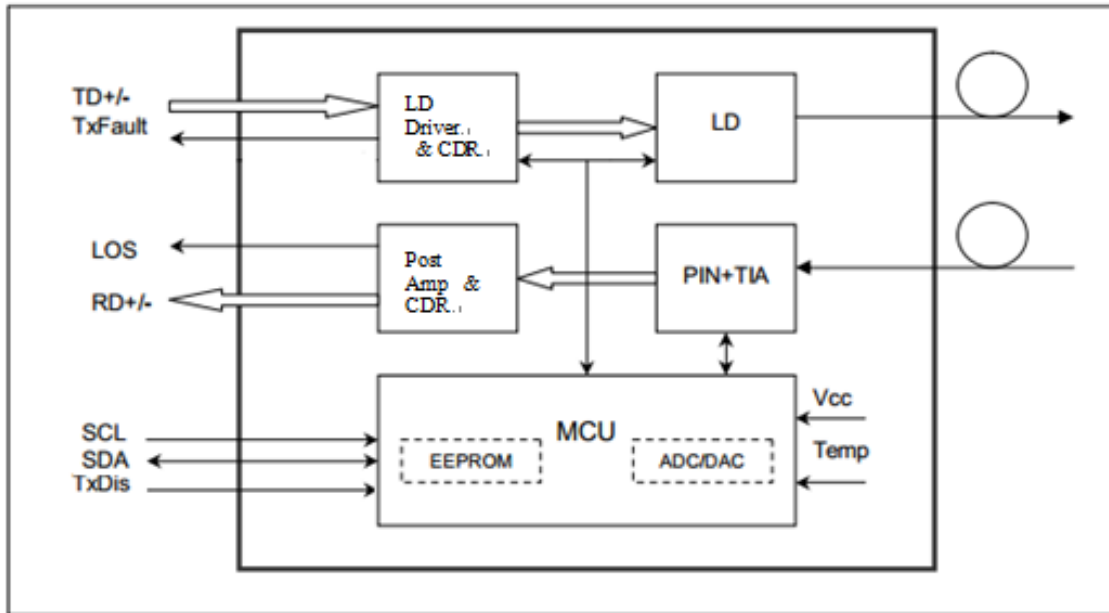 TD+/-
TxFault
LD
Driver.
& CDR.
LD
LOS
RD+/-
Post
Amp &
CDR.
PIN+TIA
SCL
SDA
TxDis
MCU
EEPROM
ADC/DAC
Vcc
Temp